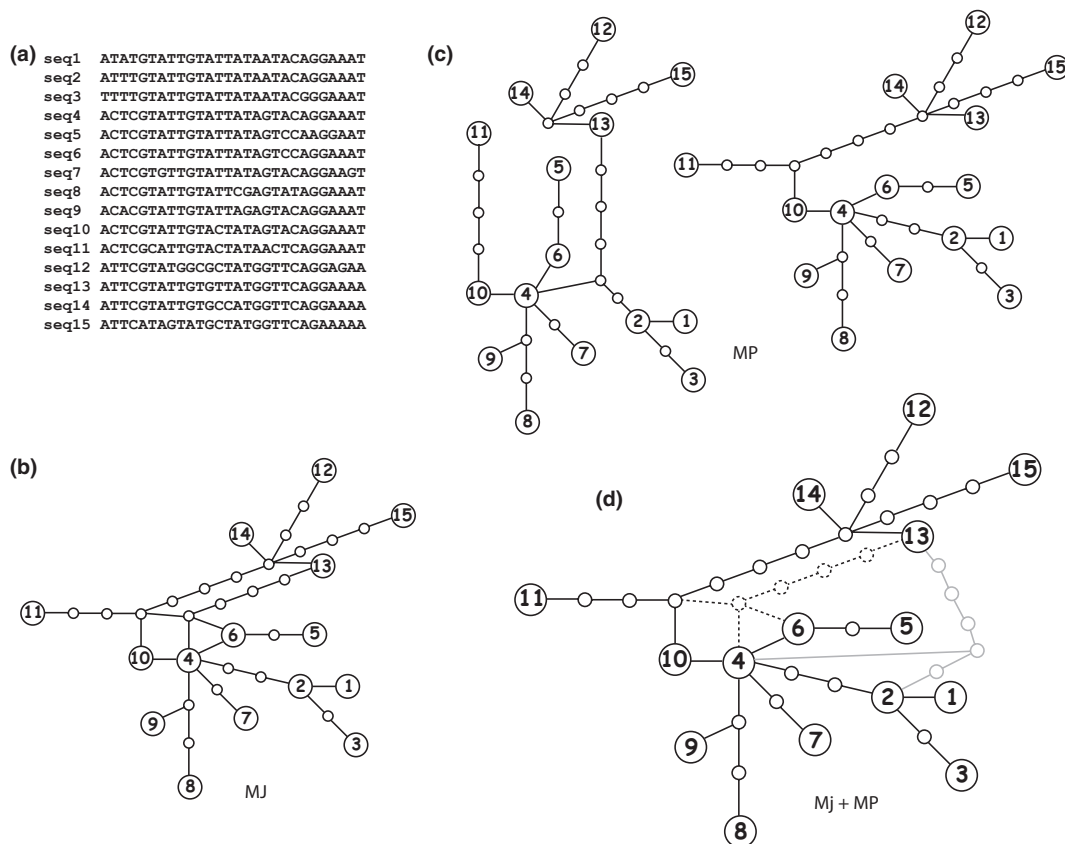 (a)
seq1 ATATGTATTGTATTATAATACAGGAAAT
seq2 ATTTGTATTGTATTATAATACAGGAAAT
seq3 TTTTGTATTGTATTATAATACGGGAAAT
seq4 ACTCGTATTGTATTATAGTACAGGAAAT
seq5 ACTCGTATTGTATTATAGTCCAAGGAAT
seq6 ACTCGTATTGTATTATAGTCCAGGAAAT
seq7 ACTCGTGTTGTATTATAGTACAGGAAGT
seq8 ACTCGTATTGTATTCGAGTATAGGAAAT
seq9 ACACGTATTGTATTAGAGTACAGGAAAT
seq10 ACTCGTATTGTACTATAGTACAGGAAAT
seq11 ACTCGCATTGTACTATAACTCAGGAAAT
seq12 ATTCGTATGGCGCTATGGTTCAGGAGAA
seq13 ATTCGTATTGTGTTATGGTTCAGGAAAA
seq14 ATTCGTATTGTGCCATGGTTCAGGAAAA
seq15 ATTCATAGTATGCTATGGTTCAGAAAAA
(c)
12
15
14
13
11
5
6
10
4
2
1
9
7
3
8
MP
12
15
14
13
11
6
5
10
4
2
1
9
7
3
8
(b)
12
15
14
13
11
6
5
10
4
2
1
9
7
3
8
MJ
(d)
12
15
14
13
11
6
5
10
4
2
1
9
7
3
8
Mj + MP